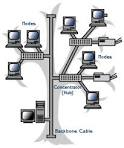 Nodes
Nodes
Concentrator
(Hub)
Backbone Cable